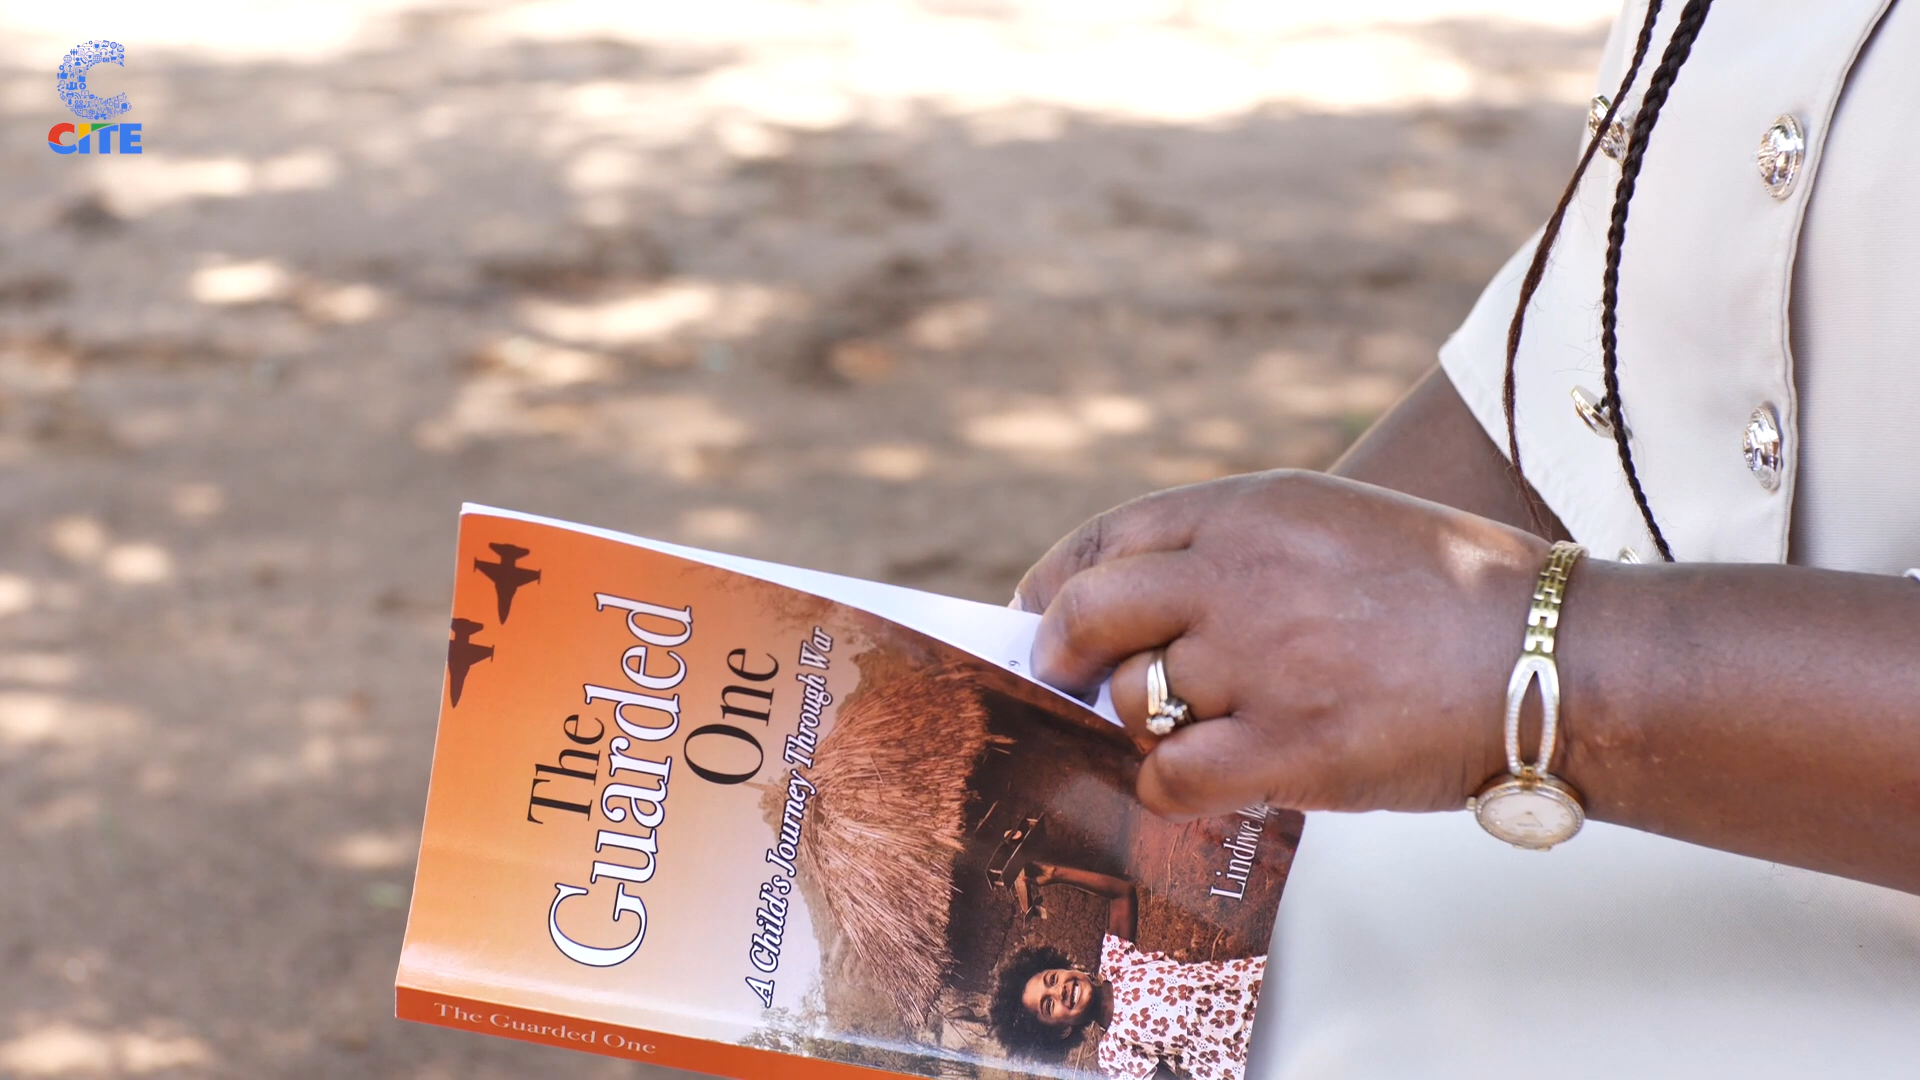 CITE
The
Guarded
One
A Child's Journey Through War
Lindiwe
The Guarded One